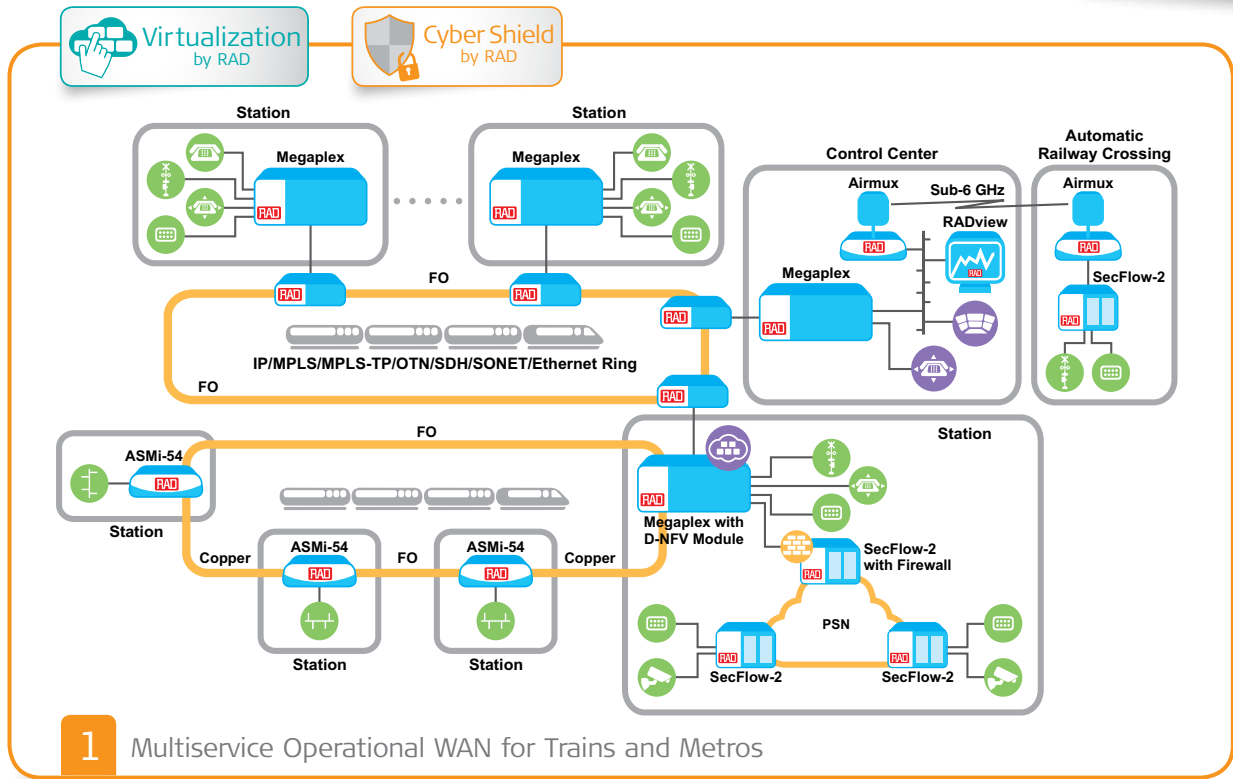 Virtualization
by RAD
Cyber Shield
by RAD
Station
Megaplex
RAD
Station
Megaplex
RAD
Control Center
Airmux
RAD
Sub-6 GHz
RADview
RAD
Megaplex
RAD
Automatic
Railway Crossing
Airmux
RAD
SecFlow-2
RAD
RAD
FO
RAD
RAD
IP/MPLS/MPLS-TP/OTN/SDH/SONET/Ethernet Ring
FO
RAD
FO
ASMi-54
RAD
Station
Copper
ASMi-54
RAD
Station
FO
ASMi-54
RAD
Station
Copper
Station
RAD
Megaplex with
D-NFV Module
SecFlow-2
with Firewall
RAD
PSN
RAD
SecFlow-2
RAD
SecFlow-2
1
Multiservice Operational WAN for Trains and Metros